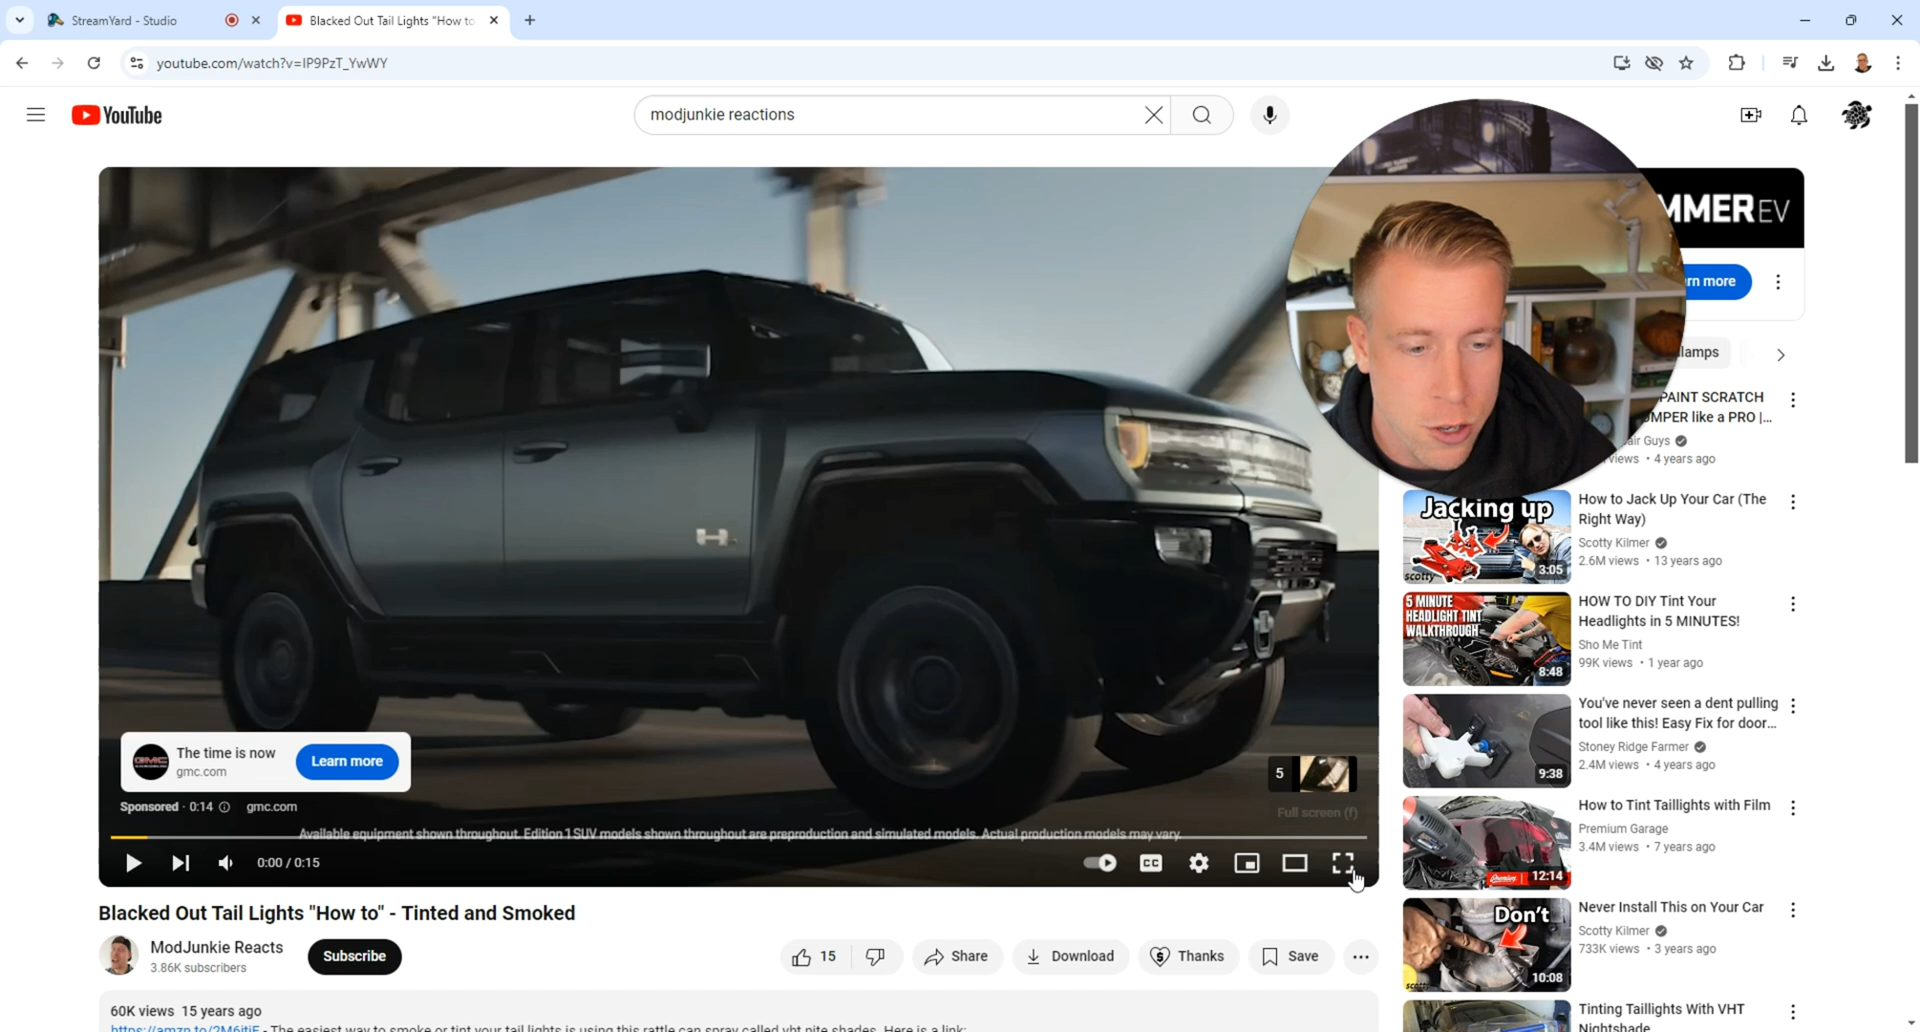 StreamYard - Studio
Blacked Out Tail Lights "How to
youtube.com/watch?v=IP9PzT_YwWY
YouTube
modjunkie reactions
MMER EV
rn more
lamps
PAINT SCRATCH
MPER like a PRO |...
air Guys
views • 4 years ago
Jacking up
scotty
3:05
How to Jack Up Your Car (The
Right Way)
Scotty Kilmer
2.6M views • 13 years ago
5 MINUTE
HEADLIGHT TINT
WALKTHROUGH
8:48
HOW TO DIY Tint Your
Headlights in 5 MINUTES!
Sho Me Tint
99K views • 1 year ago
9:38
You've never seen a dent pulling
tool like this! Easy Fix for door...
Stoney Ridge Farmer
2.4M views • 4 years ago
12:14
How to Tint Taillights with Film
Premium Garage
3.4M views • 7 years ago
Don't
scotty
10:08
Never Install This on Your Car
Scotty Kilmer
733K views • 3 years ago
Tinting Taillights With VHT
Nightshade
GMC
The time is now
gmc.com
Learn more
5
Full screen (f)
Sponsored · 0:14
gmc.com
Available equipment shown throughout. Edition 1 SUV models shown throughout are preproduction and simulated models. Actual production models may vary.
0:00 / 0:15
CC
Blacked Out Tail Lights "How to" - Tinted and Smoked
ModJunkie Reacts
3.86K subscribers
Subscribe
15
Share
Download
Thanks
Save
60K views 15 years ago
https://amzn.to/2M6itiF - The easiest way to smoke or tint your tail lights is using this rattle can spray called vht nite shades. Here is a link: